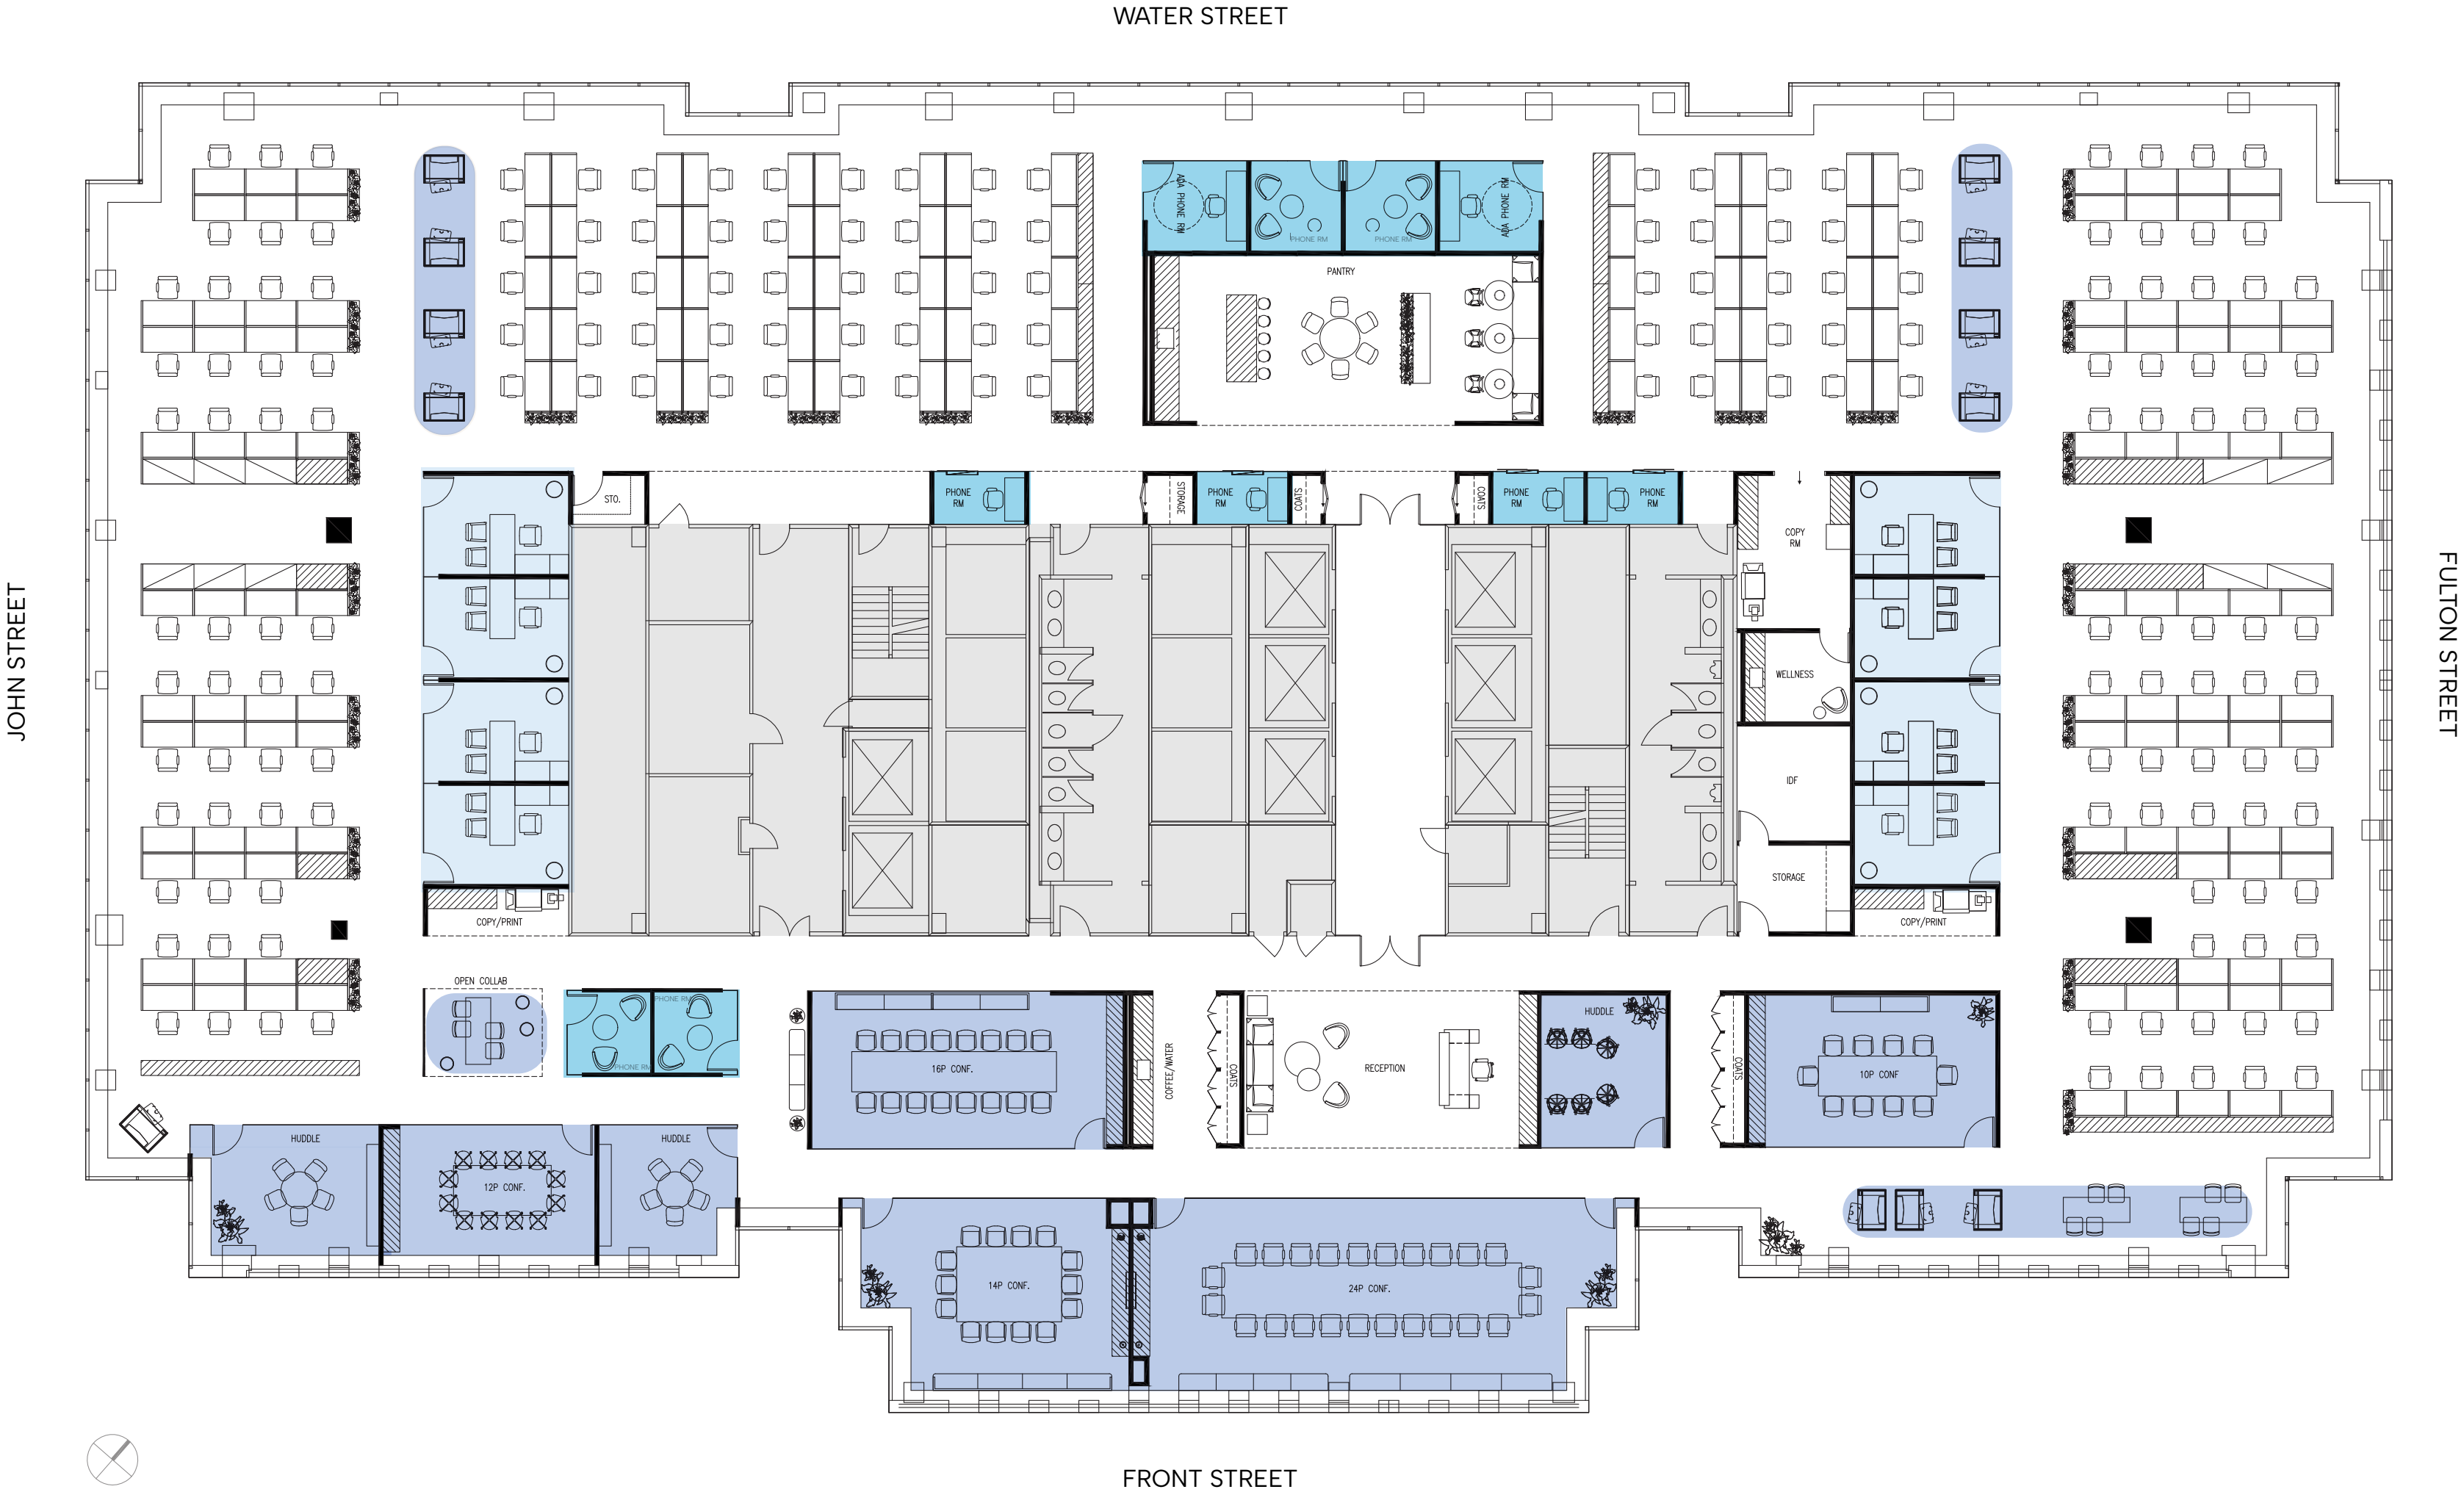 WATER STREET
ADA PHONE RM
PHONE RM
PHONE RM
ADA PHONE RM
PANTRY
STO.
PHONE
RM
STORAGE
PHONE
RM
COATS
COATS
PHONE
RM
PHONE
RM
COPY
RM
JOHN STREET
FULTON STREET
WELLNESS
IDF
STORAGE
COPY/PRINT
COPY/PRINT
OPEN COLLAB
PHONE RM
PHONE RM
16P CONF.
COFFEE/WATER
COATS
RECEPTION
HUDDLE
COATS
10P CONF
HUDDLE
12P CONF.
HUDDLE
14P CONF.
24P CONF.
FRONT STREET